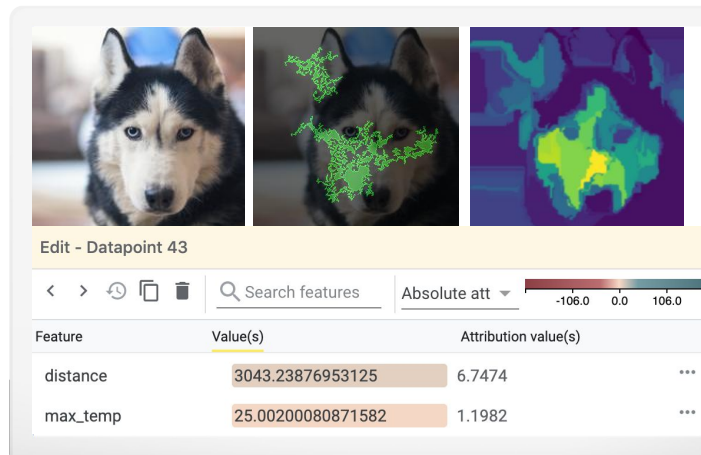 Edit - Datapoint 43
Search features
Absolute att
-106.0 0.0 106.0
Feature Value(s) Attribution value(s)
distance 3043.23876953125 6.7474
max_temp 25.00200080871582 1.1982